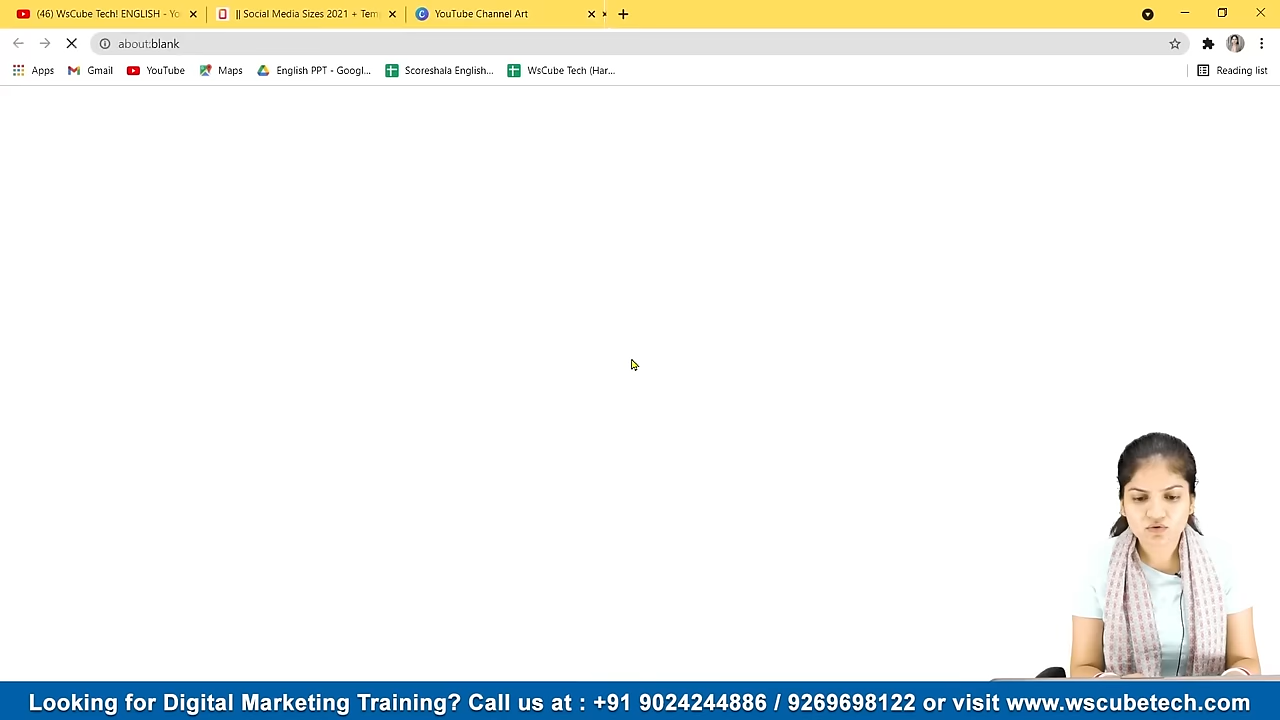 (46) WsCube Tech! ENGLISH - Yo
|| Social Media Sizes 2021 + Tem
YouTube Channel Art
about:blank
Apps
Gmail
YouTube
Maps
English PPT - Googl...
Scoreshala English...
WsCube Tech (Har...
Reading list
Looking for Digital Marketing Training? Call us at : +91 9024244886 / 9269698122 or visit www.wscubetech.com